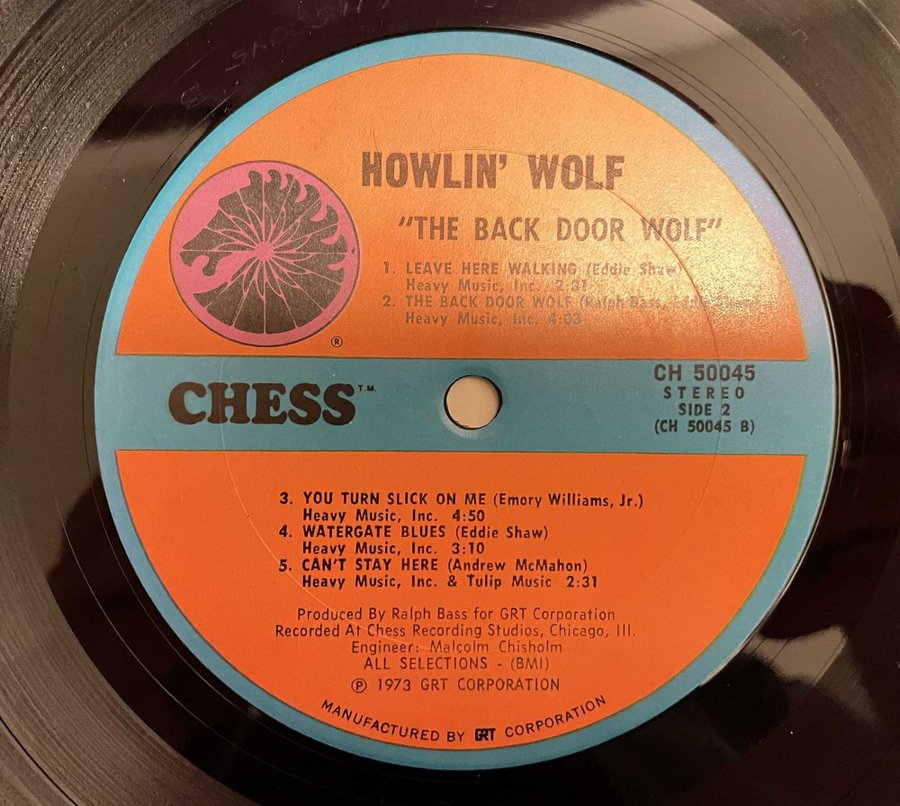 HOWLIN' WOLF
"THE BACK DOOR WOLF"
1. LEAVE HERE WALKING (Eddie Shaw)
Heavy Music, Inc. 2:31
2. THE BACK DOOR WOLF (Ralph Bass, Eddie Shaw)
Heavy Music, Inc. 4:03
®
CHESS T.M.
CH 50045
STEREO
SIDE 2
(CH 50045 B)
3. YOU TURN SLICK ON ME (Emory Williams, Jr.)
Heavy Music, Inc. 4:50
4. WATERGATE BLUES (Eddie Shaw)
Heavy Music, Inc. 3:10
5. CAN'T STAY HERE (Andrew McMahon)
Heavy Music, Inc. & Tulip Music 2:31
Produced By Ralph Bass for GRT Corporation
Recorded At Chess Recording Studios, Chicago, Ill.
Engineer: Malcolm Chisholm
ALL SELECTIONS - (BMI)
℗ 1973 GRT CORPORATION
MANUFACTURED BY GRT CORPORATION